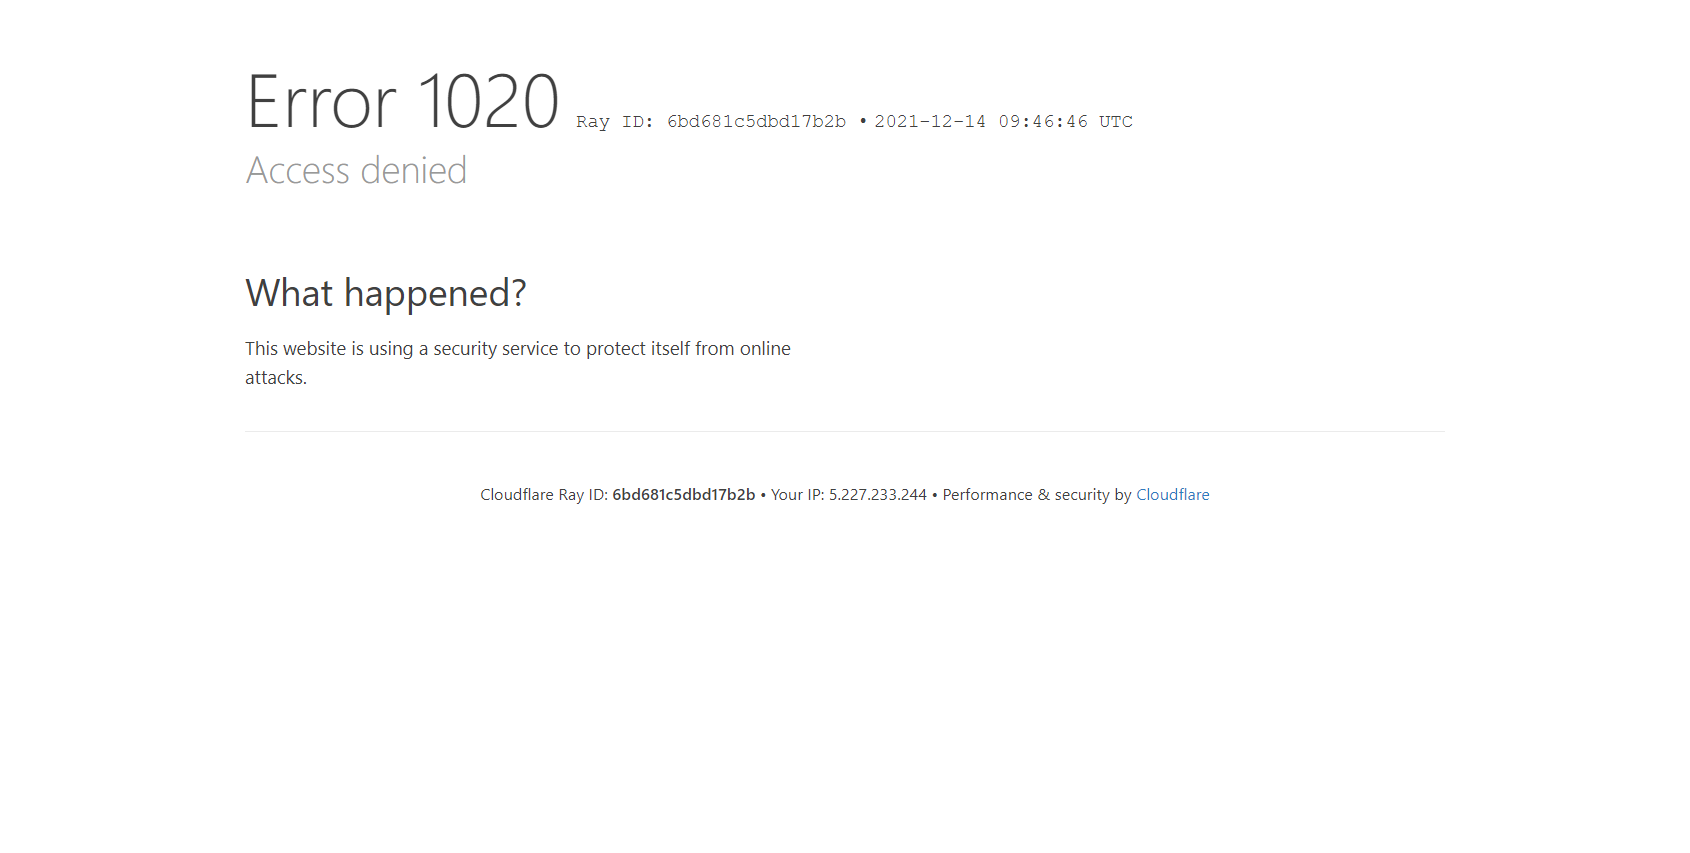 Error 1020 Ray ID: 6bd681c5dbd17b2b • 2021-12-14 09:46:46 UTC
Access denied
What happened?
This website is using a security service to protect itself from online
attacks.
Cloudflare Ray ID: 6bd681c5dbd17b2b • Your IP: 5.227.233.244 • Performance & security by Cloudflare